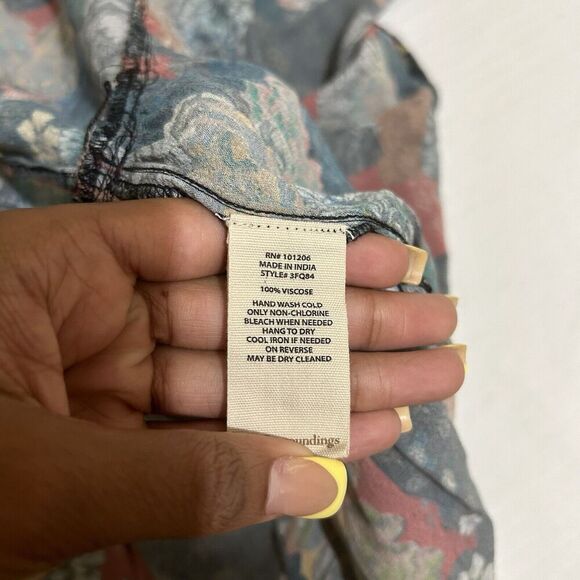 RN# 101206
MADE IN INDIA
STYLE# 3FQ84
100% VISCOSE
HAND WASH COLD
ONLY NON-CHLORINE
BLEACH WHEN NEEDED
HANG TO DRY
COOL IRON IF NEEDED
ON REVERSE
MAY BE DRY CLEANED